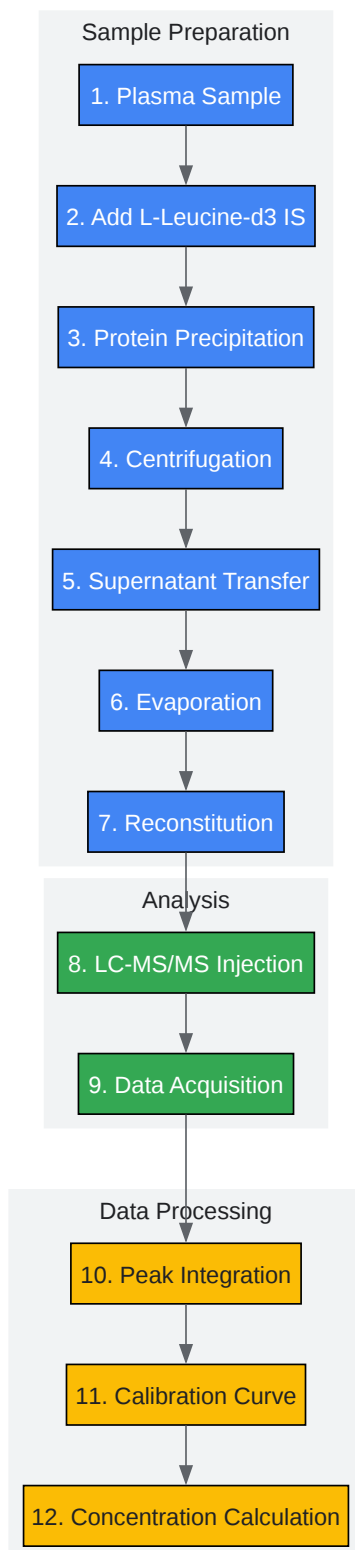 Sample Preparation
1. Plasma Sample
2. Add L-Leucine-d3 IS
3. Protein Precipitation
4. Centrifugation
5. Supernatant Transfer
6. Evaporation
7. Reconstitution
Analysis
8. LC-MS/MS Injection
9. Data Acquisition
Data Processing
10. Peak Integration
11. Calibration Curve
12. Concentration Calculation